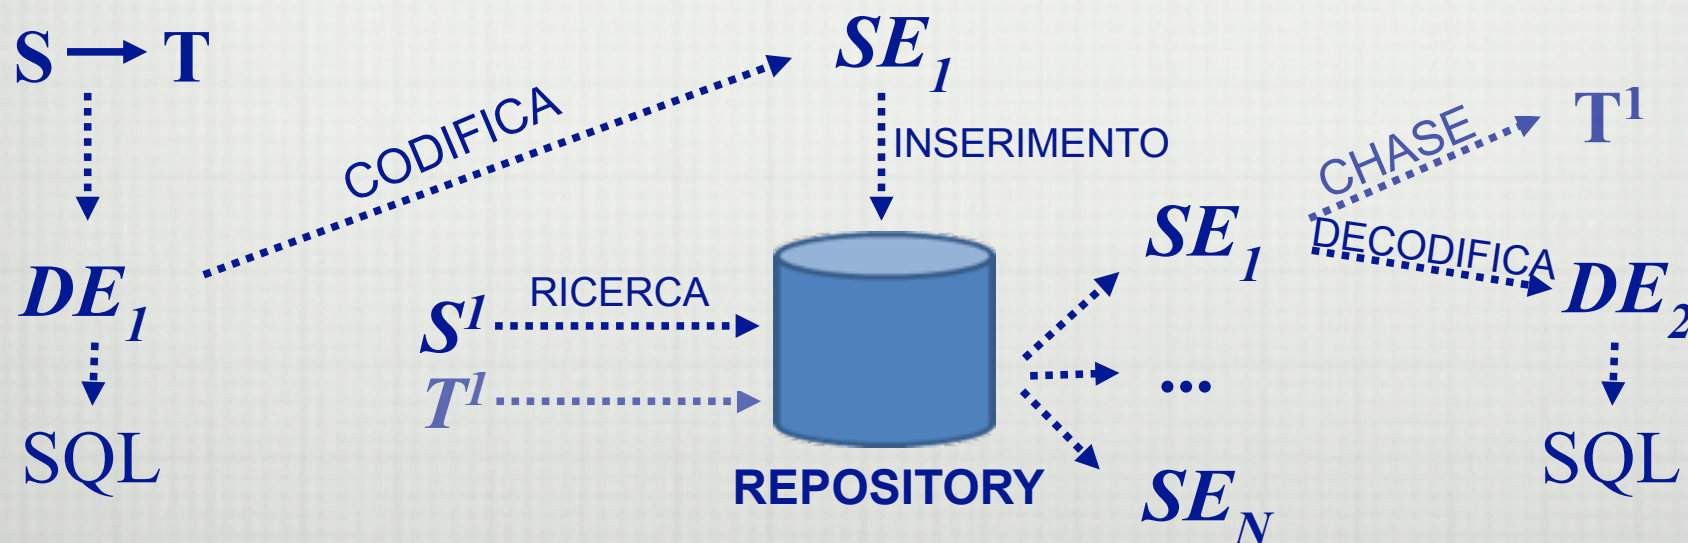 S → T
CODIFICA
DE1
SQL
SE1
INSERIMENTO
S1 RICERCA
T1
REPOSITORY
SE1
...
SEN
CHASE
T1
DECODIFICA
DE2
SQL